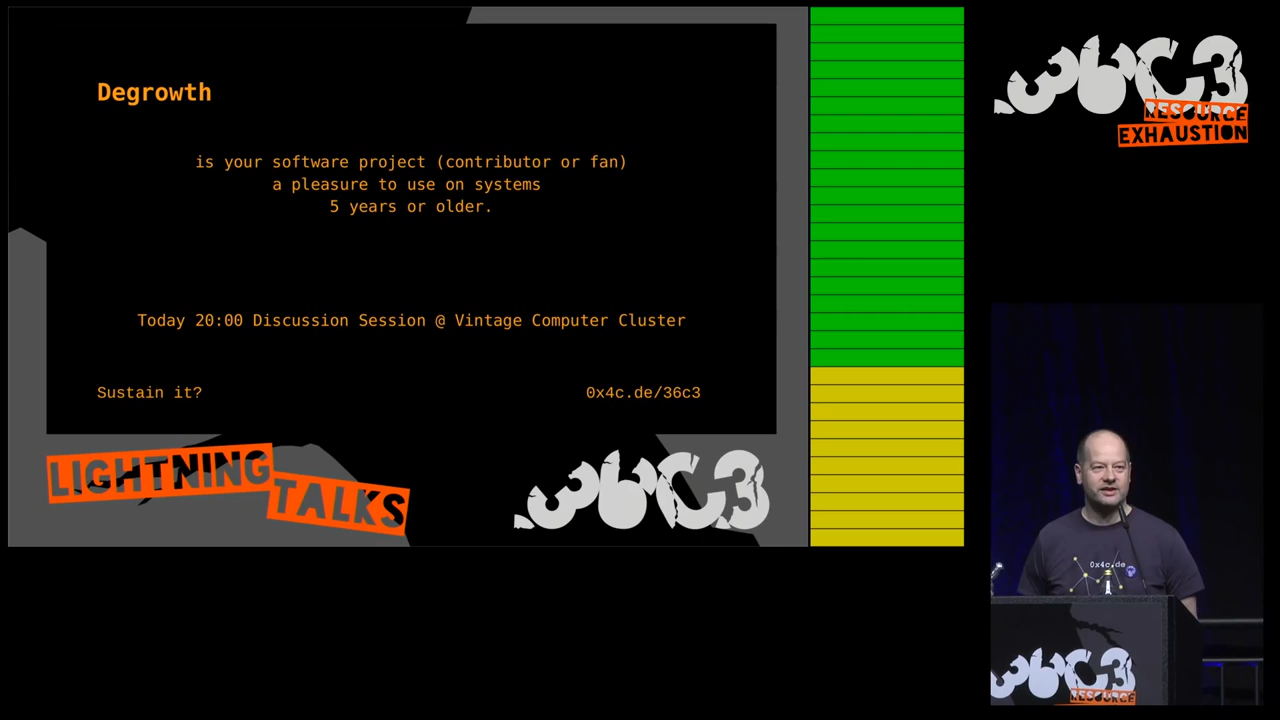 Degrowth
is your software project (contributor or fan)
a pleasure to use on systems
5 years or older.
Today 20:00 Discussion Session @ Vintage Computer Cluster
Sustain it?
0x4c.de/36c3
LIGHTNING
TALKS
36C3
36C3
RESOURCE
EXHAUSTION
0x4c.de
36C3
RESOURCE